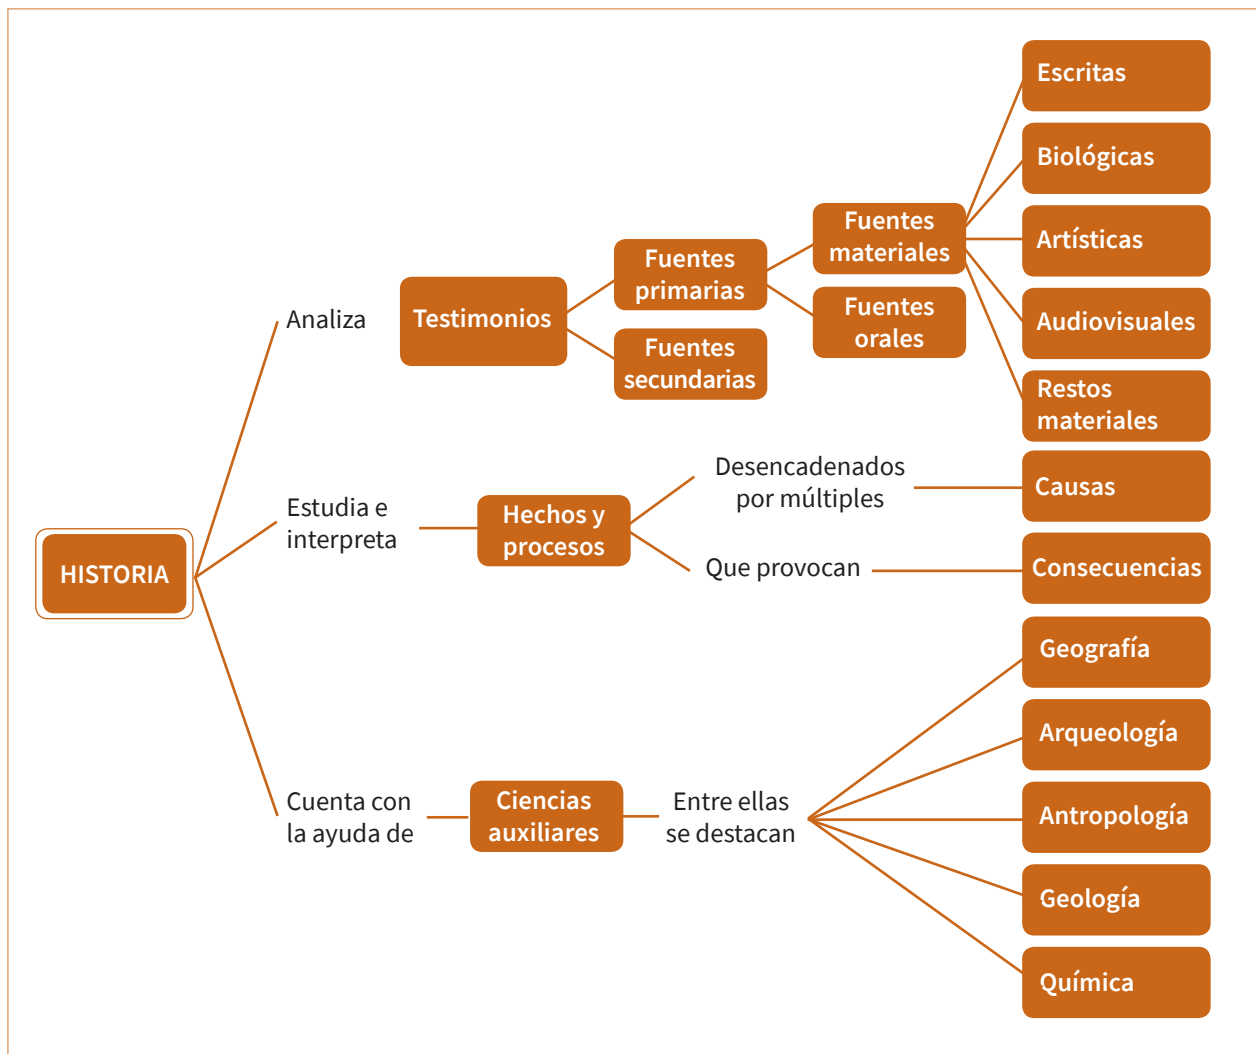 HISTORIA
Analiza
Testimonios
Fuentes
primarias
Fuentes
secundarias
Fuentes
materiales
Fuentes
orales
Escritas
Biológicas
Artísticas
Audiovisuales
Restos
materiales
Estudia e
interpreta
Hechos y
procesos
Desencadenados
por múltiples
Causas
Que provocan
Consecuencias
Cuenta con
la ayuda de
Ciencias
auxiliares
Entre ellas
se destacan
Geografía
Arqueología
Antropología
Geología
Química